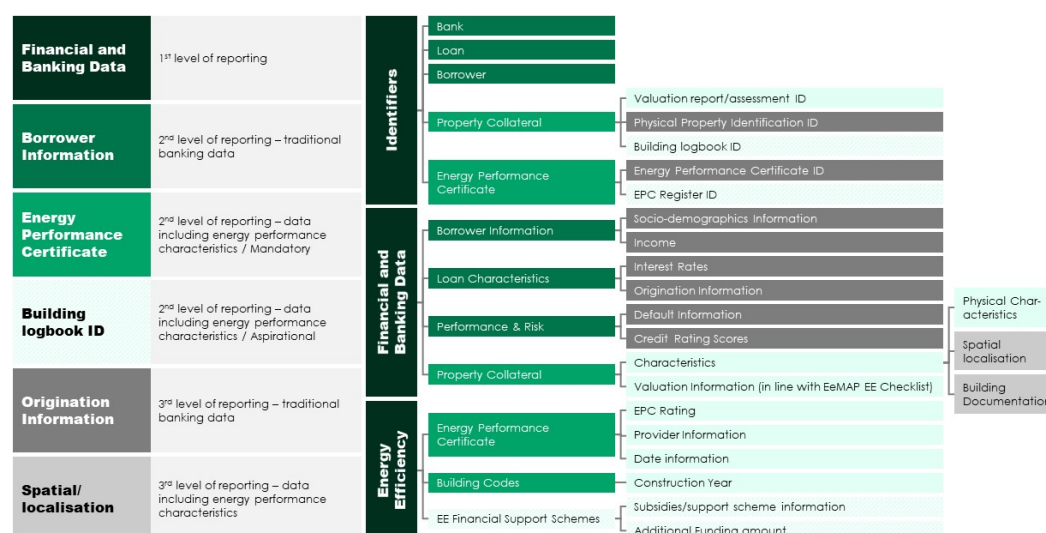 Financial and
Banking Data
1ST level of reporting
Borrower
Information
2nd level of reporting – traditional
banking data
Energy
Performance
Certificate
2nd level of reporting – data
including energy performance
characteristics / Mandatory
Building
logbook ID
2nd level of reporting – data
including energy performance
characteristics / Aspirational
Origination
Information
3rd level of reporting – traditional
banking data
Spatial/
localisation
3rd level of reporting – data
including energy performance
characteristics
Identifiers
Bank
Loan
Borrower
Property Collateral
Valuation report/assessment ID
Physical Property Identification ID
Building logbook ID
Energy Performance
Certificate
Energy Performance Certificate ID
EPC Register ID
Financial and
Banking Data
Borrower Information
Socio-demographics Information
Income
Loan Characteristics
Interest Rates
Origination Information
Performance & Risk
Default Information
Credit Rating Scores
Property Collateral
Characteristics
Physical Char-
acteristics
Spatial
localisation
Building
Documentation
Valuation Information (in line with EeMAP EE Checklist)
Energy
Efficiency
Energy Performance
Certificate
EPC Rating
Provider Information
Date information
Building Codes
Construction Year
EE Financial Support Schemes
Subsidies/support scheme information
Additional Funding amount